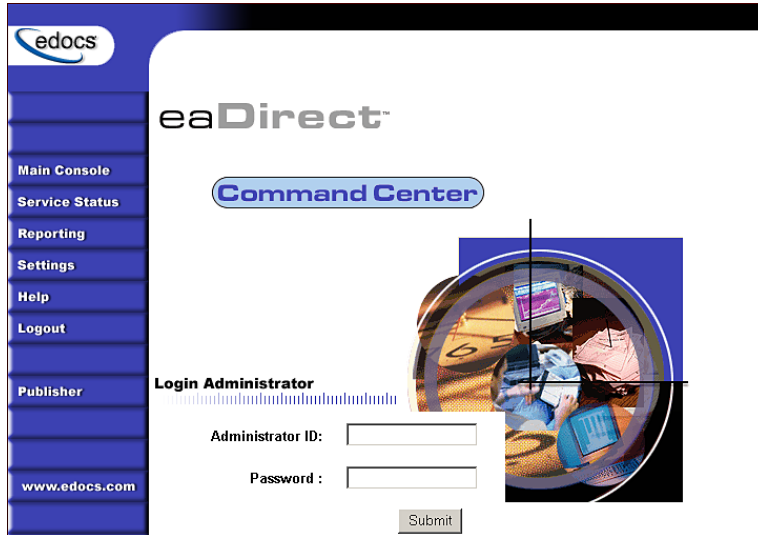 edocs
eaDirect™
Command Center
Main Console
Service Status
Reporting
Settings
Help
Logout
Publisher
www.edocs.com
Login Administrator
Administrator ID:
Password :
Submit